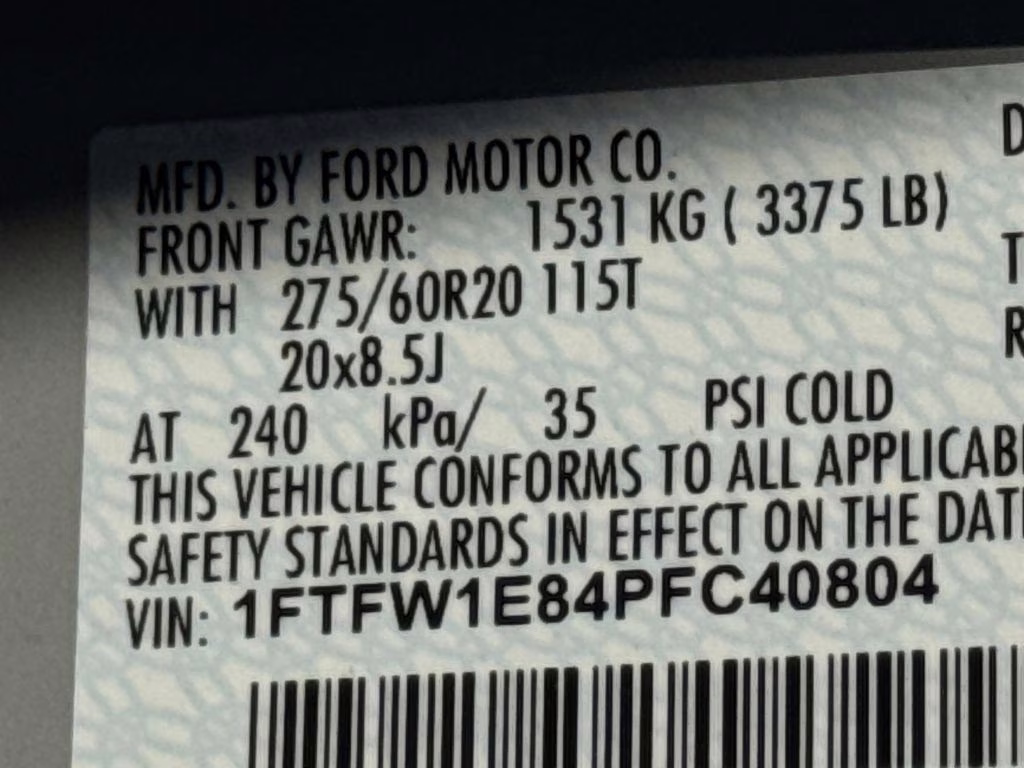 MFD. BY FORD MOTOR CO.
FRONT GAWR: 1531 KG ( 3375 LB)
WITH 275/60R20 115T
20x8.5J
AT 240 kPa/ 35 PSI COLD
THIS VEHICLE CONFORMS TO ALL APPLICAB
SAFETY STANDARDS IN EFFECT ON THE DAT
VIN: 1FTFW1E84PFC40804
D
T
R